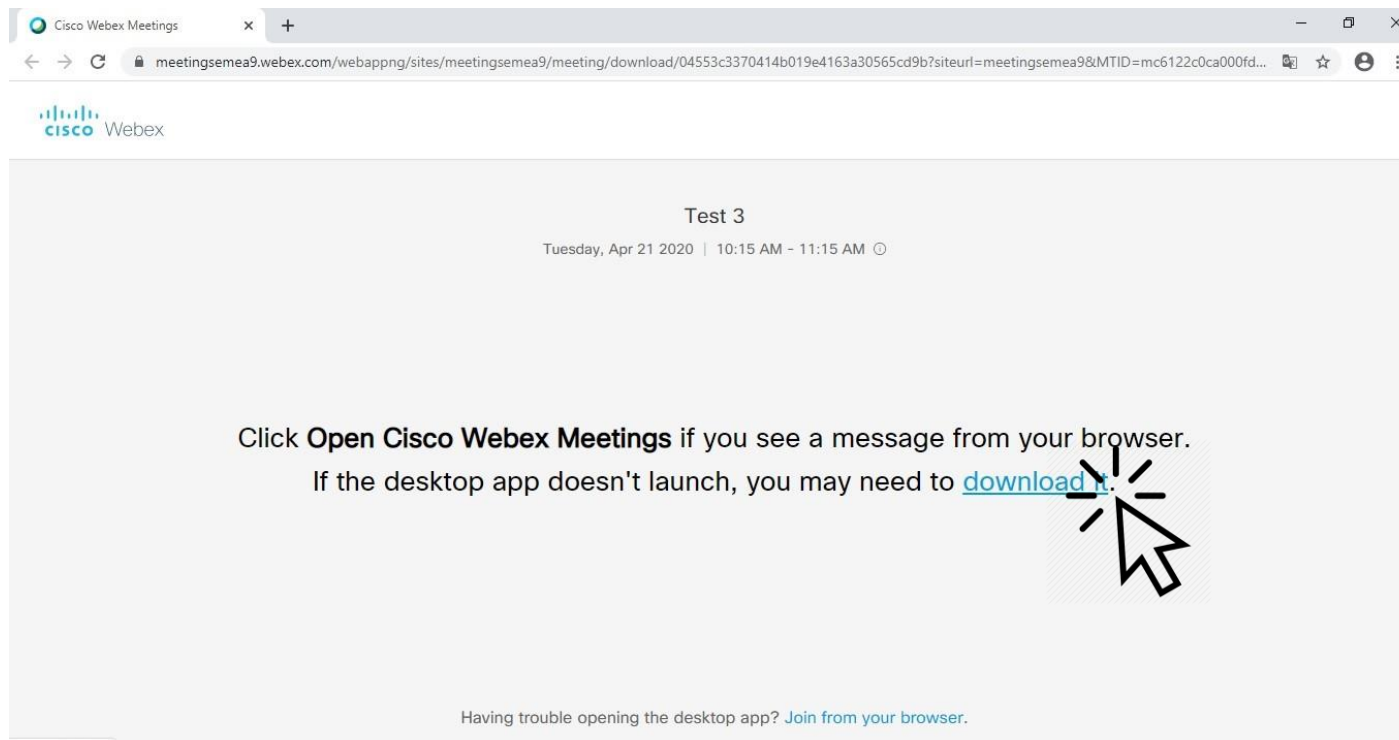 Cisco Webex Meetings
meetingsemea9.webex.com/webappng/sites/meetingsemea9/meeting/download/04553c3370414b019e4163a30565cd9b?siteurl=meetingsemea9&MTID=mc6122c0ca000fd...
CISCO Webex
Test 3
Tuesday, Apr 21 2020 | 10:15 AM - 11:15 AM
Click Open Cisco Webex Meetings if you see a message from your browser.
If the desktop app doesn't launch, you may need to download it.
Having trouble opening the desktop app? Join from your browser.